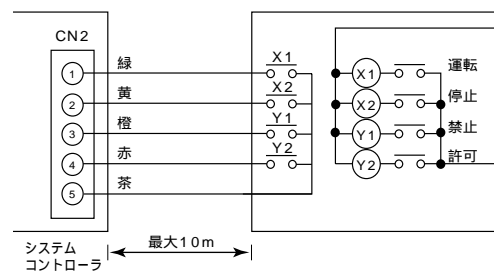 CN2
1 緑 X1
2 黄 X2
3 橙 Y1
4 赤 Y2
5 茶
X1 運転
X2 停止
Y1 禁止
Y2 許可
システム
コントローラ
最大10m